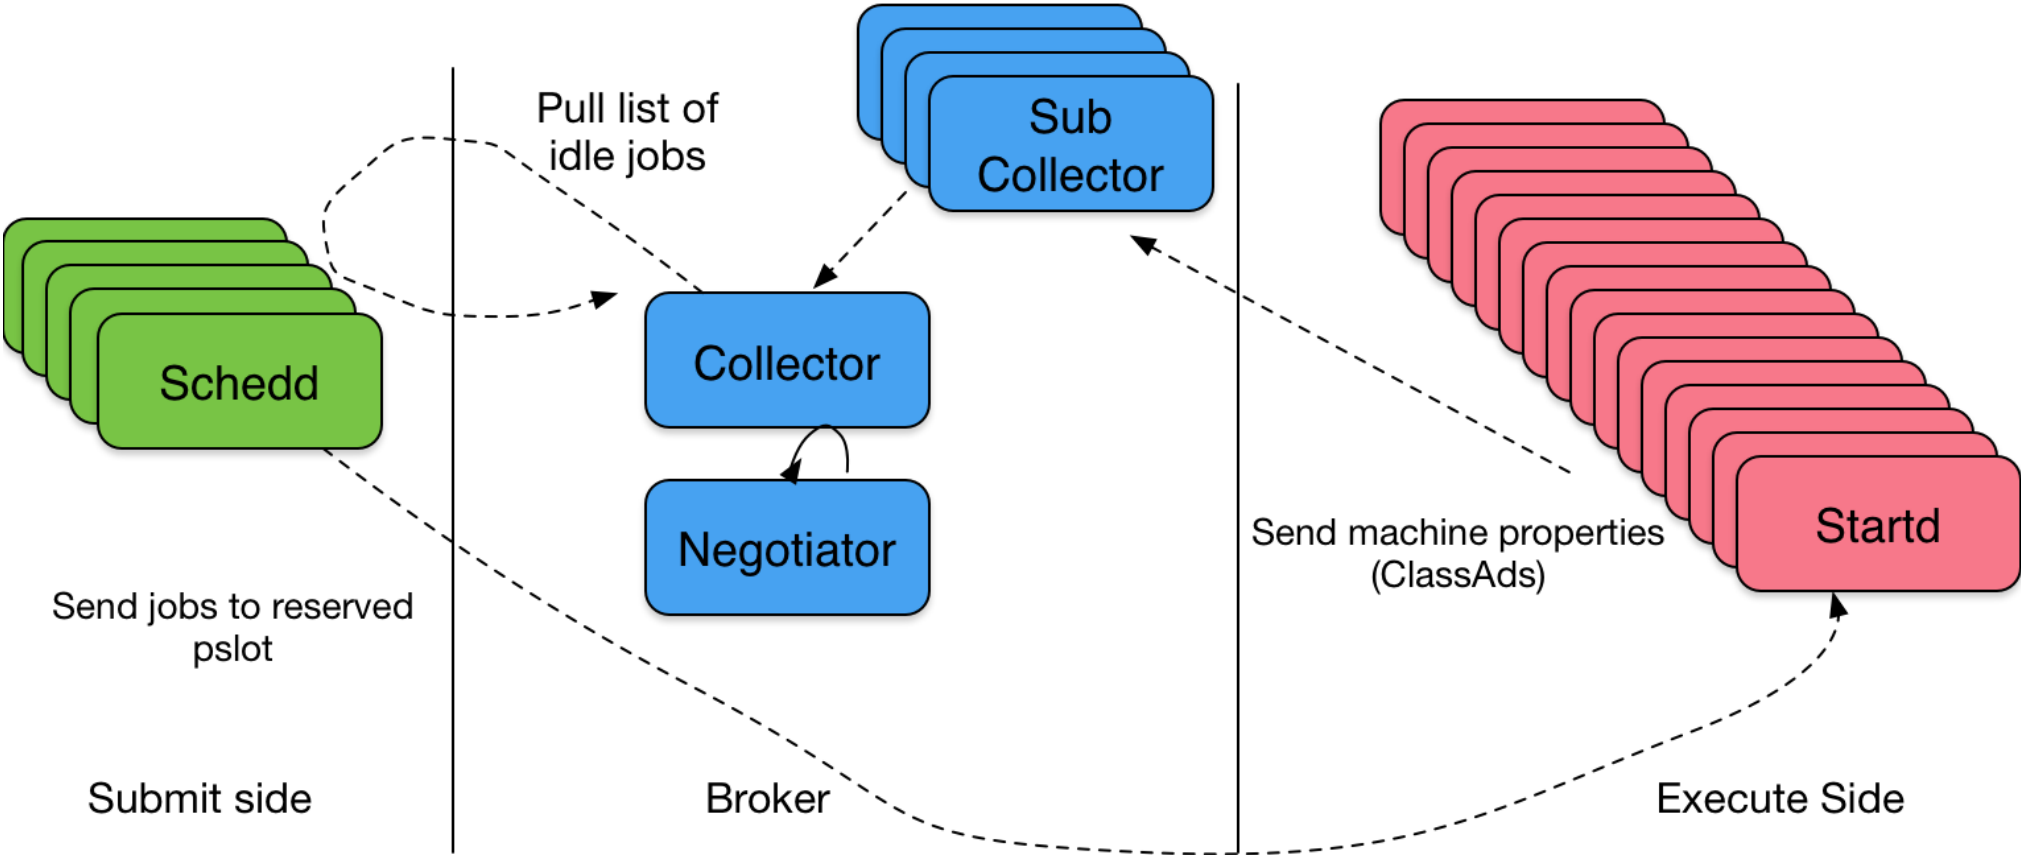 Pull list of
idle jobs
Sub
Collector
Schedd
Collector
Negotiator
Send machine properties
(ClassAds)
Startd
Send jobs to reserved
pslot
Submit side
Broker
Execute Side